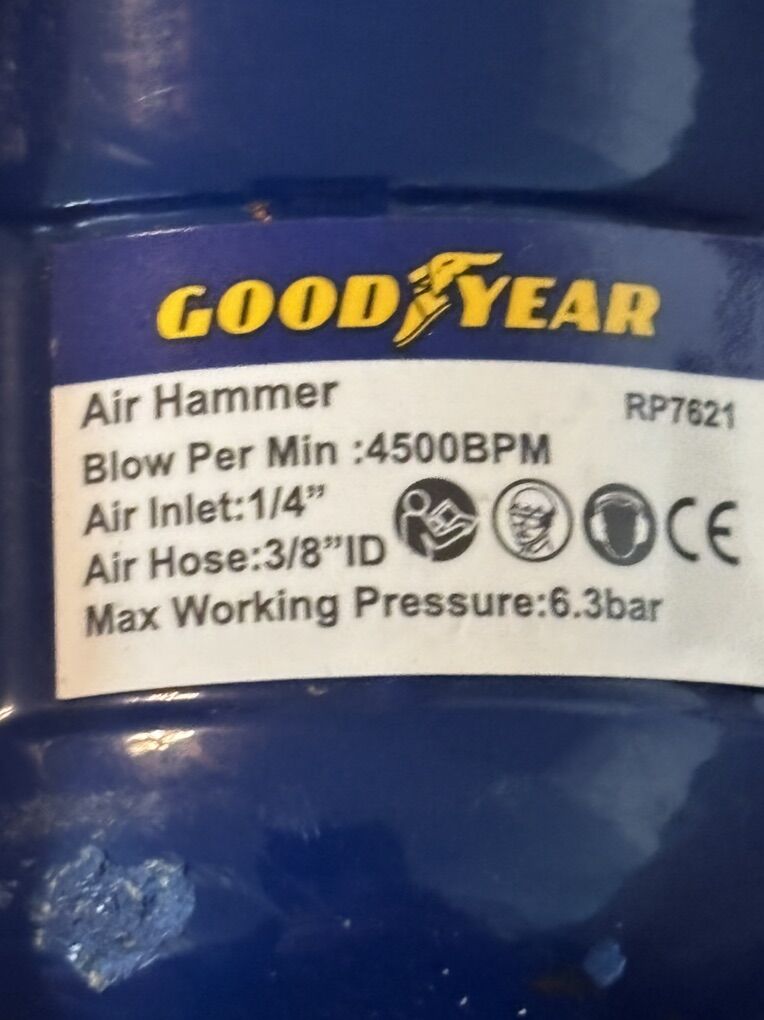 GOODYEAR
Air Hammer RP7621
Blow Per Min :4500BPM
Air Inlet:1/4”
Air Hose:3/8”ID
CE
Max Working Pressure:6.3bar